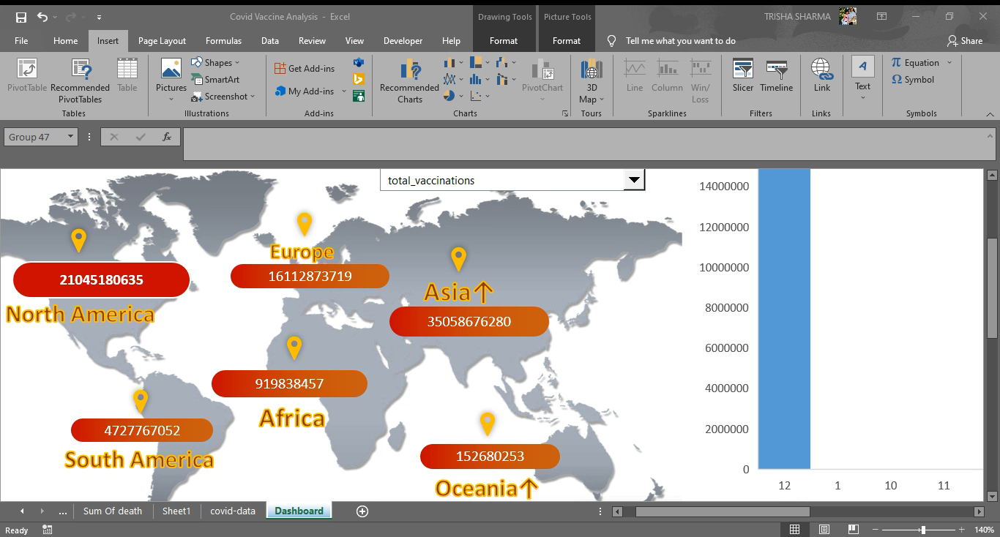 Covid Vaccine Analysis - Excel
Drawing Tools
Picture Tools
TRISHA SHARMA
File
Home
Insert
Page Layout
Formulas
Data
Review
View
Developer
Help
Format
Format
Tell me what you want to do
Share
PivotTable
Recommended
PivotTables
Table
Tables
Pictures
Shapes
SmartArt
Screenshot
Illustrations
Get Add-ins
My Add-ins
Add-ins
Recommended
Charts
PivotChart
Charts
3D
Map
Tours
Line
Column
Win/
Loss
Sparklines
Slicer
Timeline
Filters
Link
Links
Text
π Equation
Ω Symbol
Symbols
Group 47
fx
total_vaccinations
21045180635
North America
Europe
16112873719
Asia↑
35058676280
919838457
Africa
4727767052
South America
152680253
Oceania↑
14000000
12000000
10000000
8000000
6000000
4000000
2000000
0
12 1 10 11
... Sum Of death Sheet1 covid-data Dashboard
Ready
140%